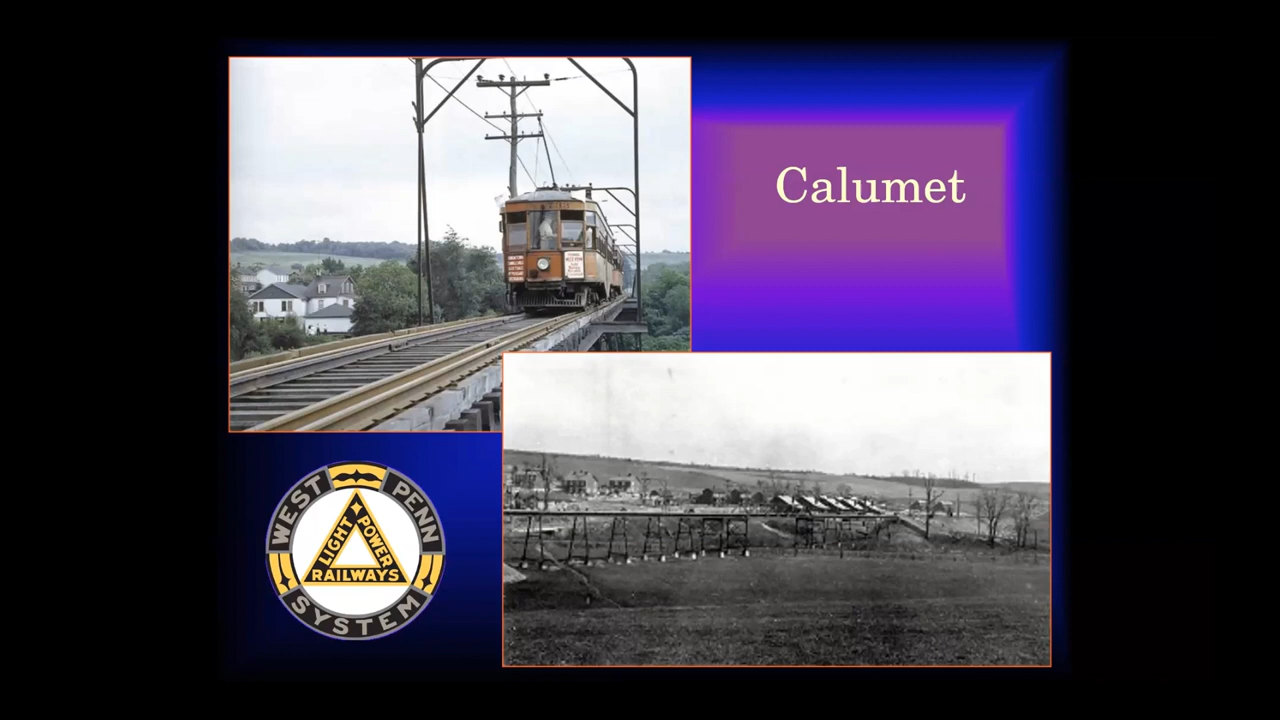 Calumet
WEST PENN
SYSTEM
LIGHT
POWER
RAILWAYS